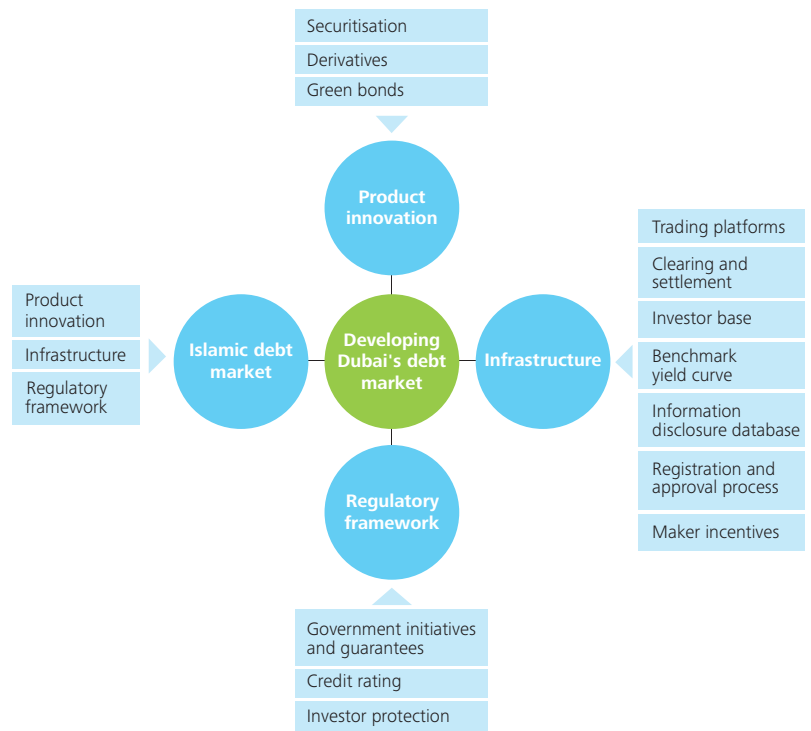 Securitisation
Derivatives
Green bonds
Product
innovation
Trading platforms
Clearing and
settlement
Investor base
Benchmark
yield curve
Information
disclosure database
Registration and
approval process
Maker incentives
Product
innovation
Infrastructure
Regulatory
framework
Islamic debt
market
Developing
Dubai's debt
market
Infrastructure
Regulatory
framework
Government initiatives
and guarantees
Credit rating
Investor protection